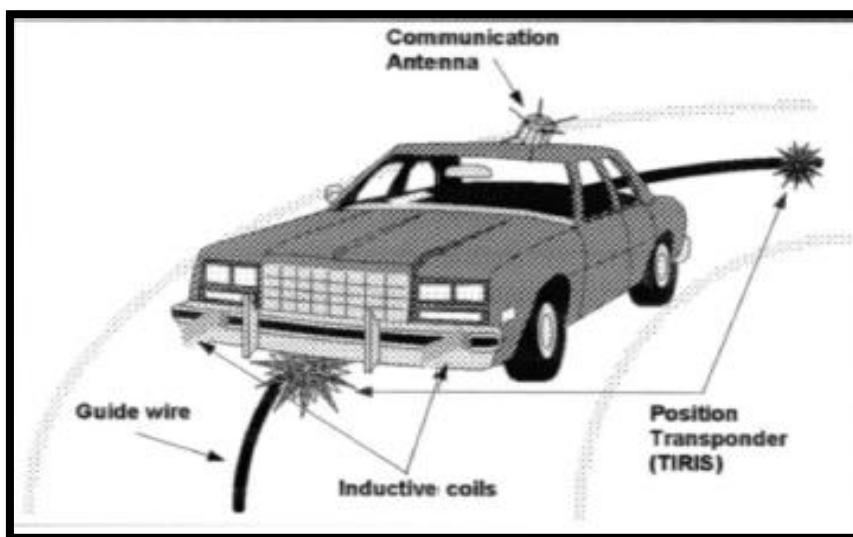 Communication
Antenna
Guide wire
Inductive coils
Position
Transponder
(TIRIS)